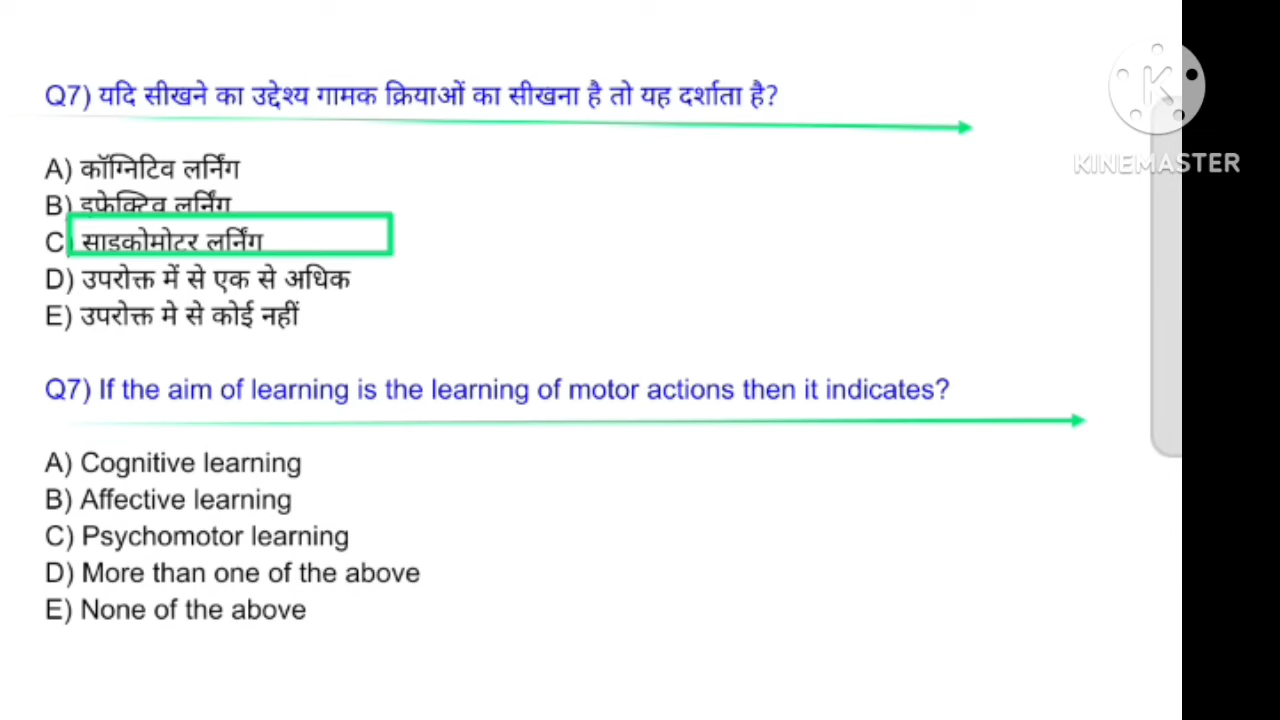 Q7) यदि सीखने का उद्देश्य गामक क्रियाओं का सीखना है तो यह दर्शाता है?
A) कॉग्निटिव लर्निंग
B) इफेक्टिव लर्निंग
C) साइकोमोटर लर्निंग
D) उपरोक्त में से एक से अधिक
E) उपरोक्त मे से कोई नहीं
Q7) If the aim of learning is the learning of motor actions then it indicates?
A) Cognitive learning
B) Affective learning
C) Psychomotor learning
D) More than one of the above
E) None of the above
K
KINEMASTER